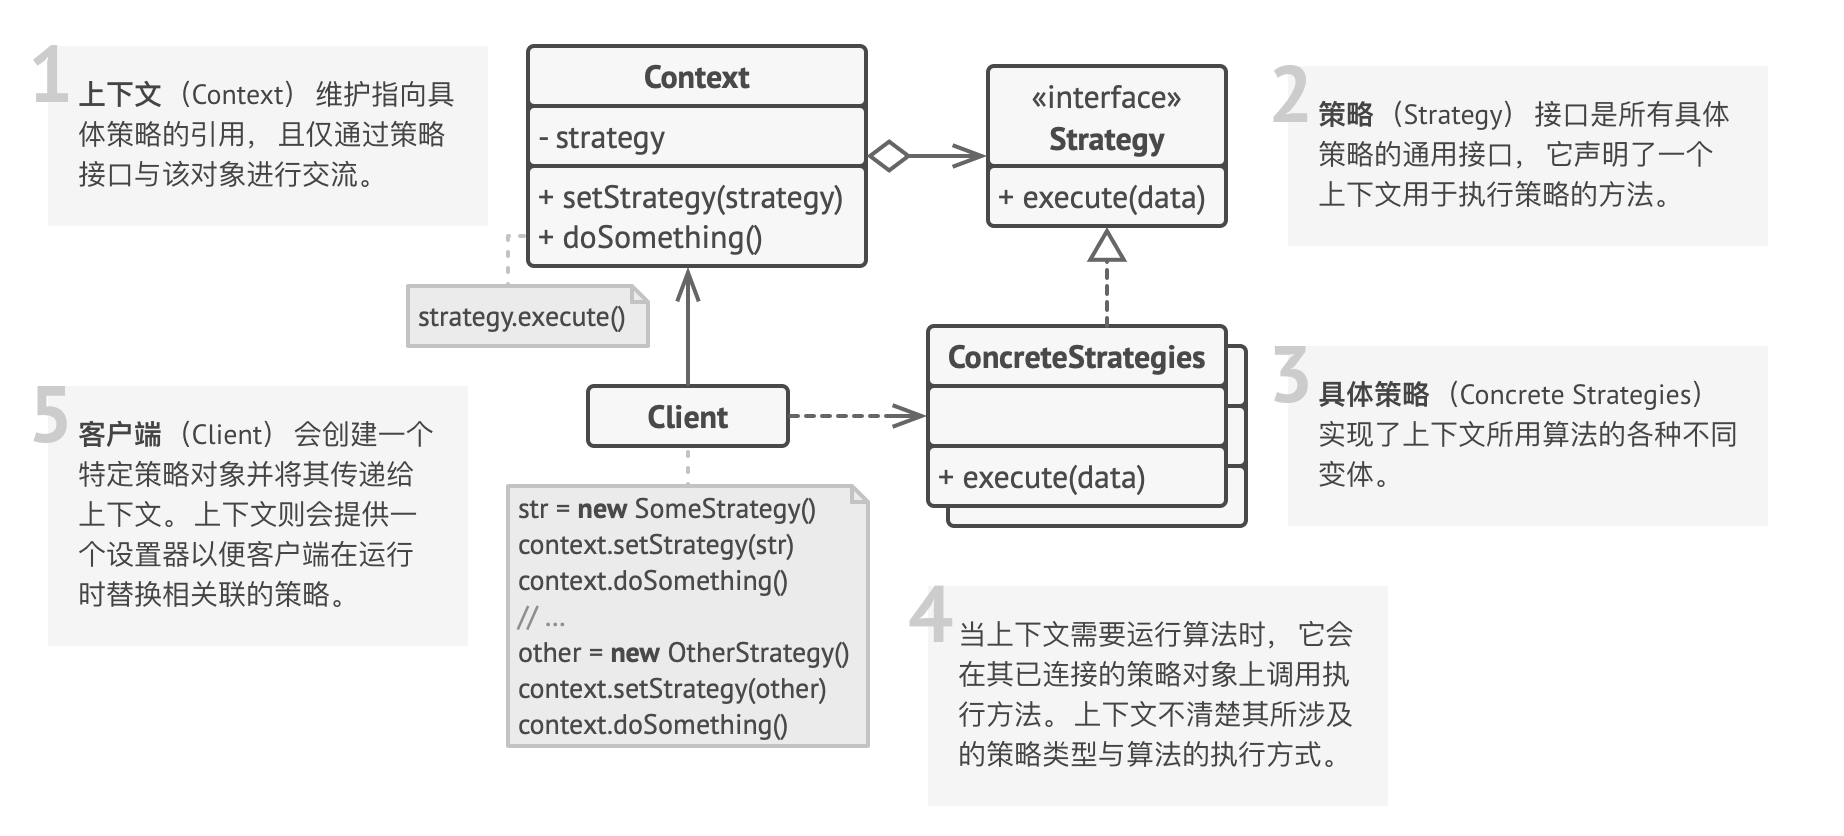 1
上下文（Context）维护指向具
体策略的引用，且仅通过策略
接口与该对象进行交流。
Context
- strategy
+ setStrategy(strategy)
+ doSomething()
strategy.execute()
«interface»
Strategy
+ execute(data)
2
策略（Strategy）接口是所有具体
策略的通用接口，它声明了一个
上下文用于执行策略的方法。
ConcreteStrategies
+ execute(data)
3
具体策略（Concrete Strategies）
实现了上下文所用算法的各种不同
变体。
Client
str = new SomeStrategy()
context.setStrategy(str)
context.doSomething()
// ...
other = new OtherStrategy()
context.setStrategy(other)
context.doSomething()
4
当上下文需要运行算法时，它会
在其已连接的策略对象上调用执
行方法。上下文不清楚其所涉及
的策略类型与算法的执行方式。
5
客户端（Client）会创建一个
特定策略对象并将其传递给
上下文。上下文则会提供一
个设置器以便客户端在运行
时替换相关联的策略。